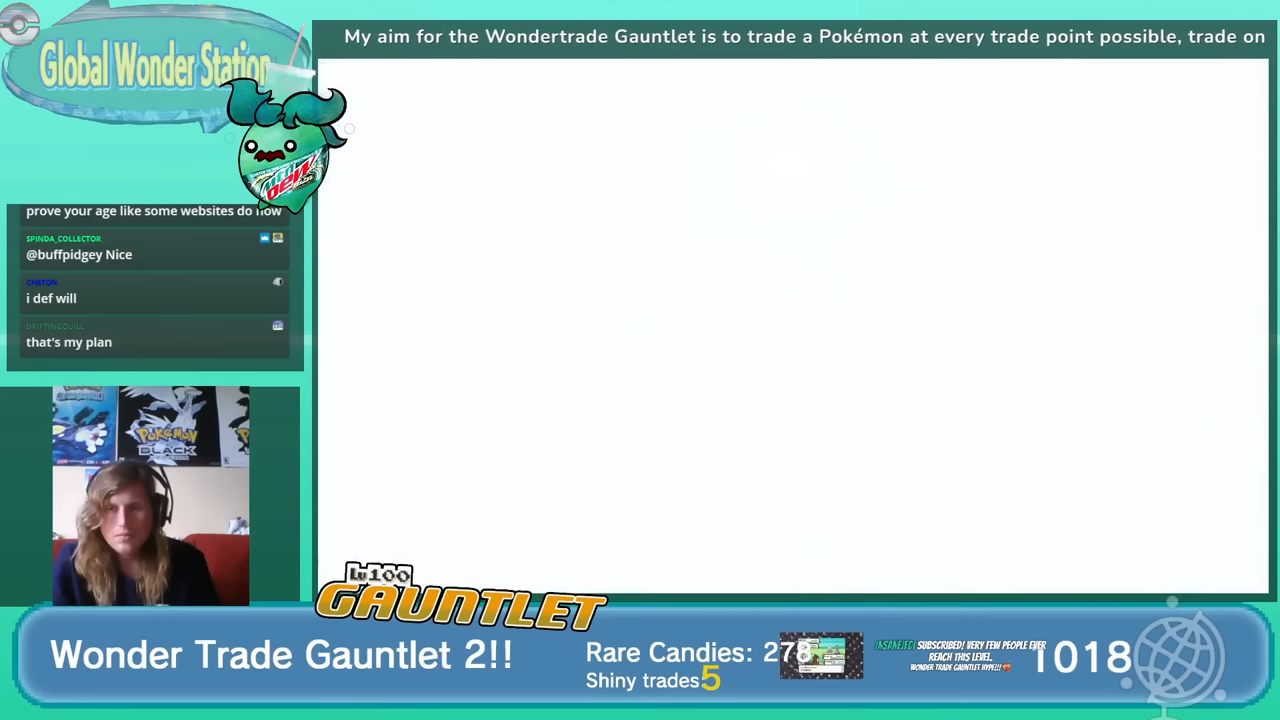 Global Wonder Station
My aim for the Wondertrade Gauntlet is to trade a Pokémon at every trade point possible, trade on
prove your age like some websites do now
SPINDA_COLLECTOR
@buffpidgey Nice
i def will
DRIFTINGQUILL
that's my plan
POKéMON
BLACK
Lv100
GAUNTLET
Wonder Trade Gauntlet 2!!
Rare Candies: 278
Shiny trades 5
INSANEJEDI SUBSCRIBED! VERY FEW PEOPLE EVER
REACH THIS LEVEL.
WONDER TRADE GAUNTLET HYPE!!!
1018